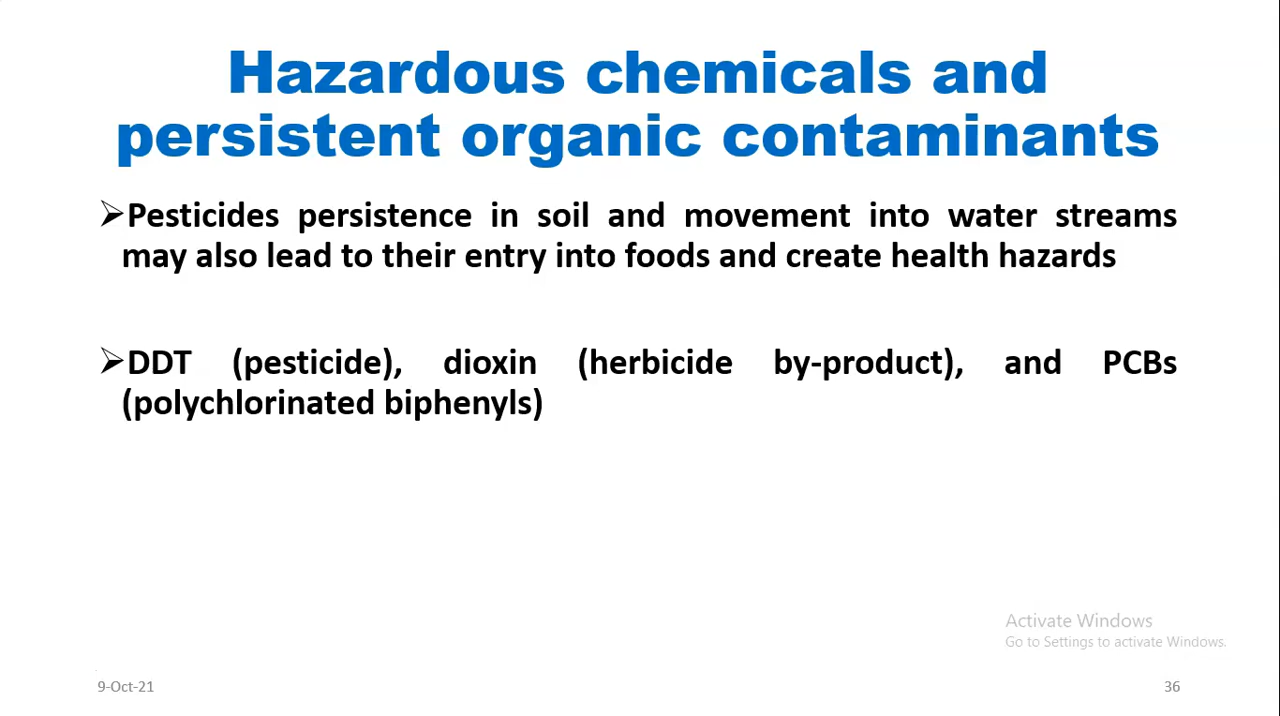 Hazardous chemicals and
persistent organic contaminants
➢Pesticides persistence in soil and movement into water streams
may also lead to their entry into foods and create health hazards
➢DDT (pesticide), dioxin (herbicide by-product), and PCBs
(polychlorinated biphenyls)
Activate Windows
Go to Settings to activate Windows.
9-Oct-21
36